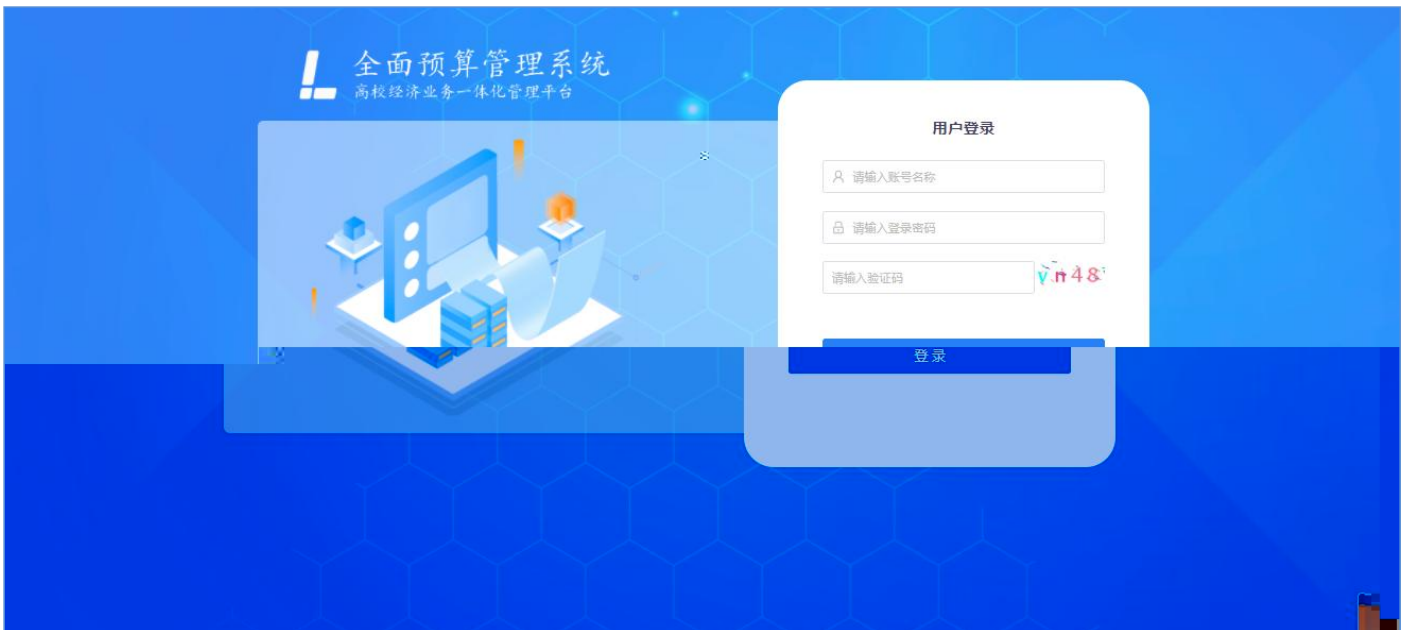 全面预算管理系统
高校经济业务一体化管理平台
用户登录
请输入账号名称
请输入登录密码
请输入验证码
yn48
登录